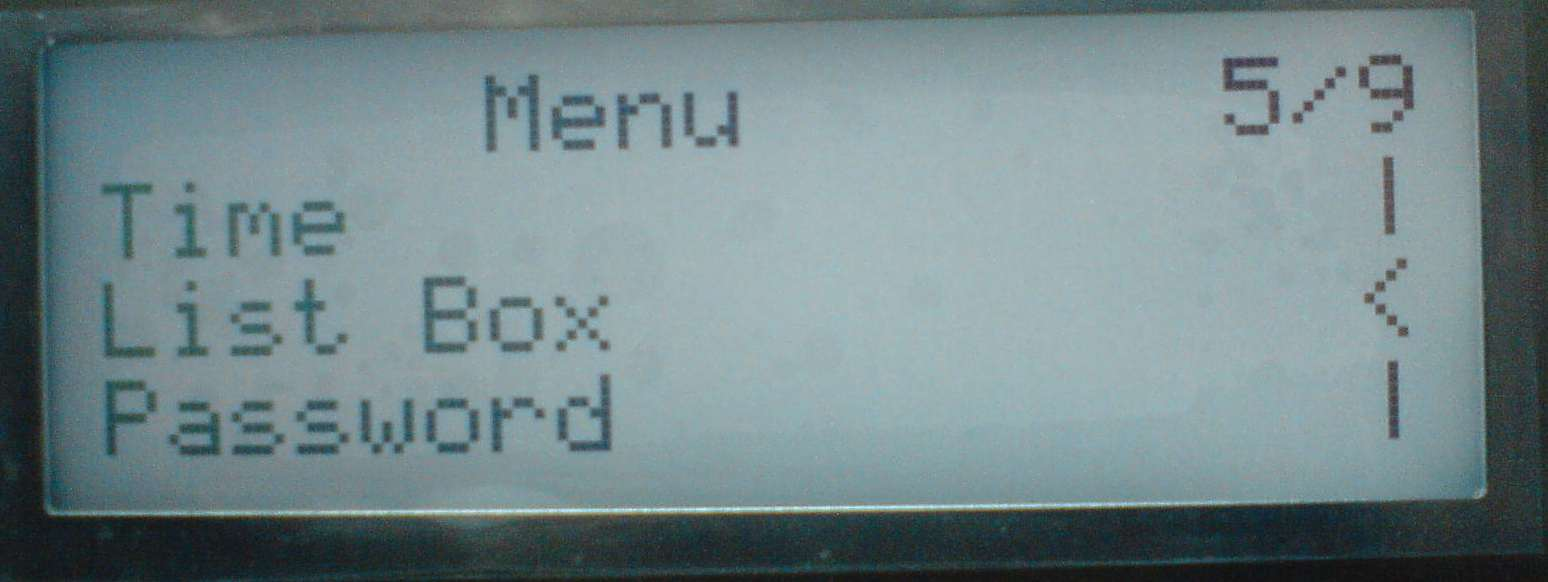 Menu 5/9
Time |
List Box <
Password |